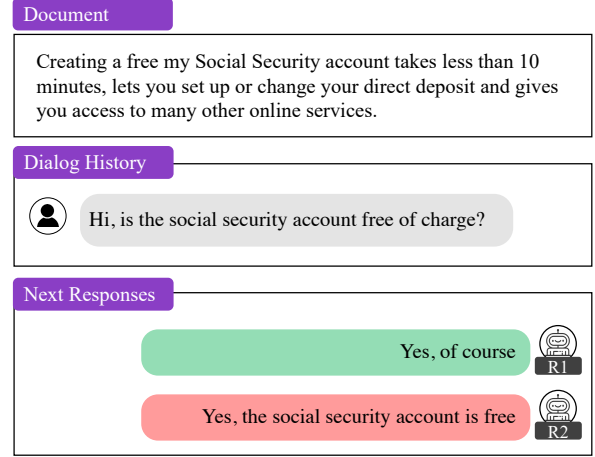 Document
Creating a free my Social Security account takes less than 10
minutes, lets you set up or change your direct deposit and gives
you access to many other online services.
Dialog History
Hi, is the social security account free of charge?
Next Responses
Yes, of course
R1
Yes, the social security account is free
R2